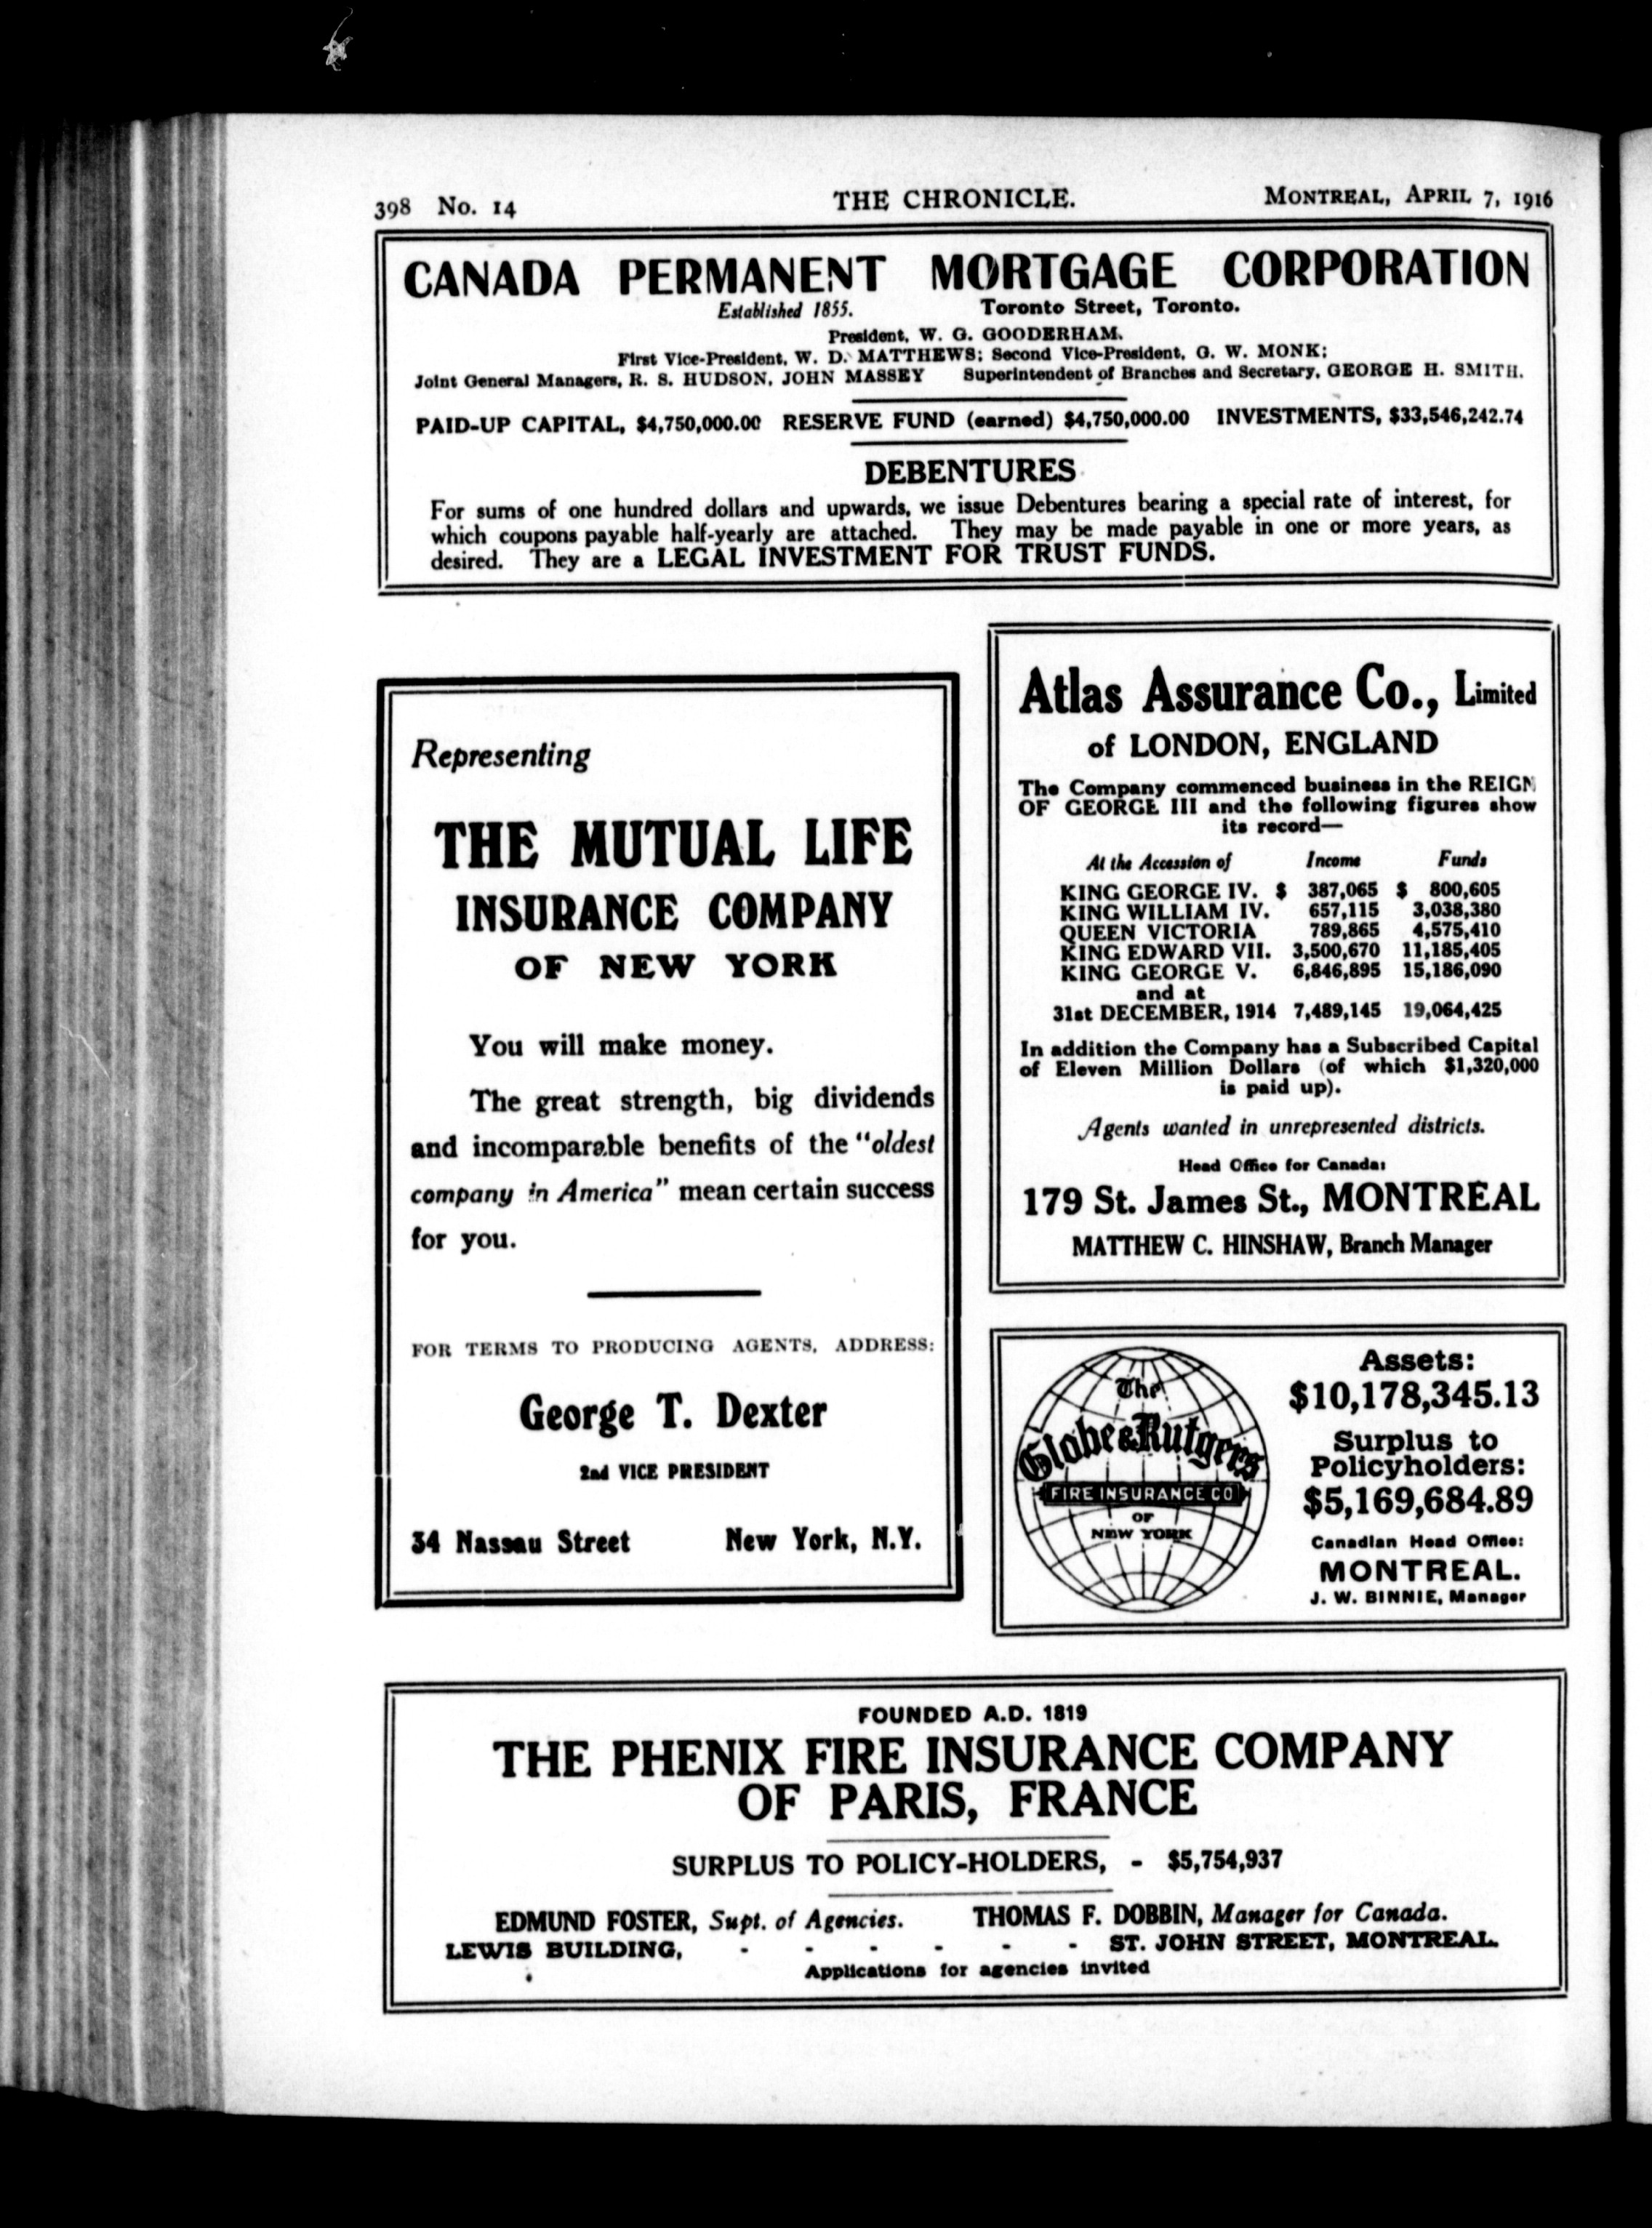 398 No. 14 THE CHRONICLE. MONTREAL, APRIL 7, 1916
CANADA PERMANENT MORTGAGE CORPORATION
Established 1855. Toronto Street, Toronto.
President, W. G. GOODERHAM.
First Vice-President, W. D. MATTHEWS; Second Vice-President, G. W. MONK;
Joint General Managers, R. S. HUDSON, JOHN MASSEY Superintendent of Branches and Secretary, GEORGE H. SMITH.
PAID-UP CAPITAL, $4,750,000.00 RESERVE FUND (earned) $4,750,000.00 INVESTMENTS, $33,546,242.74
DEBENTURES
For sums of one hundred dollars and upwards, we issue Debentures bearing a special rate of interest, for
which coupons payable half-yearly are attached. They may be made payable in one or more years, as
desired. They are a LEGAL INVESTMENT FOR TRUST FUNDS.
Representing
THE MUTUAL LIFE
INSURANCE COMPANY
OF NEW YORK
You will make money.
The great strength, big dividends
and incomparable benefits of the "oldest
company in America" mean certain success
for you.
FOR TERMS TO PRODUCING AGENTS, ADDRESS:
George T. Dexter
2nd VICE PRESIDENT
34 Nassau Street New York, N.Y.
Atlas Assurance Co., Limited
of LONDON, ENGLAND
The Company commenced business in the REIGN
OF GEORGE III and the following figures show
its record—
At the Accession of Income Funds
KING GEORGE IV. $ 387,065 $ 800,605
KING WILLIAM IV. 657,115 3,038,380
QUEEN VICTORIA 789,865 4,575,410
KING EDWARD VII. 3,500,670 11,185,405
KING GEORGE V. 6,846,895 15,186,090
and at
31st DECEMBER, 1914 7,489,145 19,064,425
In addition the Company has a Subscribed Capital
of Eleven Million Dollars (of which $1,320,000
is paid up).
Agents wanted in unrepresented districts.
Head Office for Canada:
179 St. James St., MONTREAL
MATTHEW C. HINSHAW, Branch Manager
The
Globe & Rutgers
FIRE INSURANCE CO
OF
NEW YORK
Assets:
$10,178,345.13
Surplus to
Policyholders:
$5,169,684.89
Canadian Head Office:
MONTREAL.
J. W. BINNIE, Manager
FOUNDED A.D. 1819
THE PHENIX FIRE INSURANCE COMPANY
OF PARIS, FRANCE
SURPLUS TO POLICY-HOLDERS, - $5,754,937
EDMUND FOSTER, Supt. of Agencies. THOMAS F. DOBBIN, Manager for Canada.
LEWIS BUILDING, - - - - - - ST. JOHN STREET, MONTREAL.
Applications for agencies invited